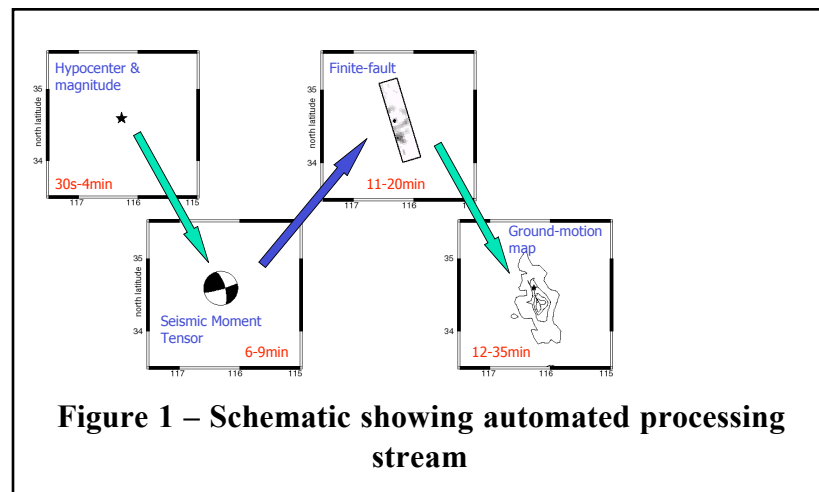 Hypocenter &
magnitude
35
north latitude
34
30s-4min
117
116
115
Seismic Moment
Tensor
35
north latitude
34
6-9min
117
116
115
Finite-fault
35
north latitude
34
11-20min
117
116
Ground-motion
map
35
north latitude
34
12-35min
117
116
115
Figure 1 – Schematic showing automated processing
stream